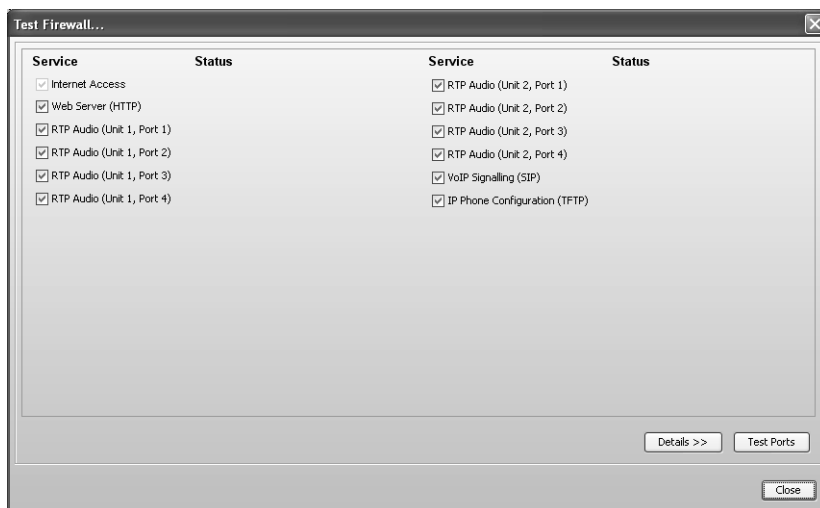 Test Firewall...
Service Status Service Status
Internet Access
Web Server (HTTP)
RTP Audio (Unit 1, Port 1)
RTP Audio (Unit 1, Port 2)
RTP Audio (Unit 1, Port 3)
RTP Audio (Unit 1, Port 4)
RTP Audio (Unit 2, Port 1)
RTP Audio (Unit 2, Port 2)
RTP Audio (Unit 2, Port 3)
RTP Audio (Unit 2, Port 4)
VoIP Signalling (SIP)
IP Phone Configuration (TFTP)
Details >> Test Ports
Close